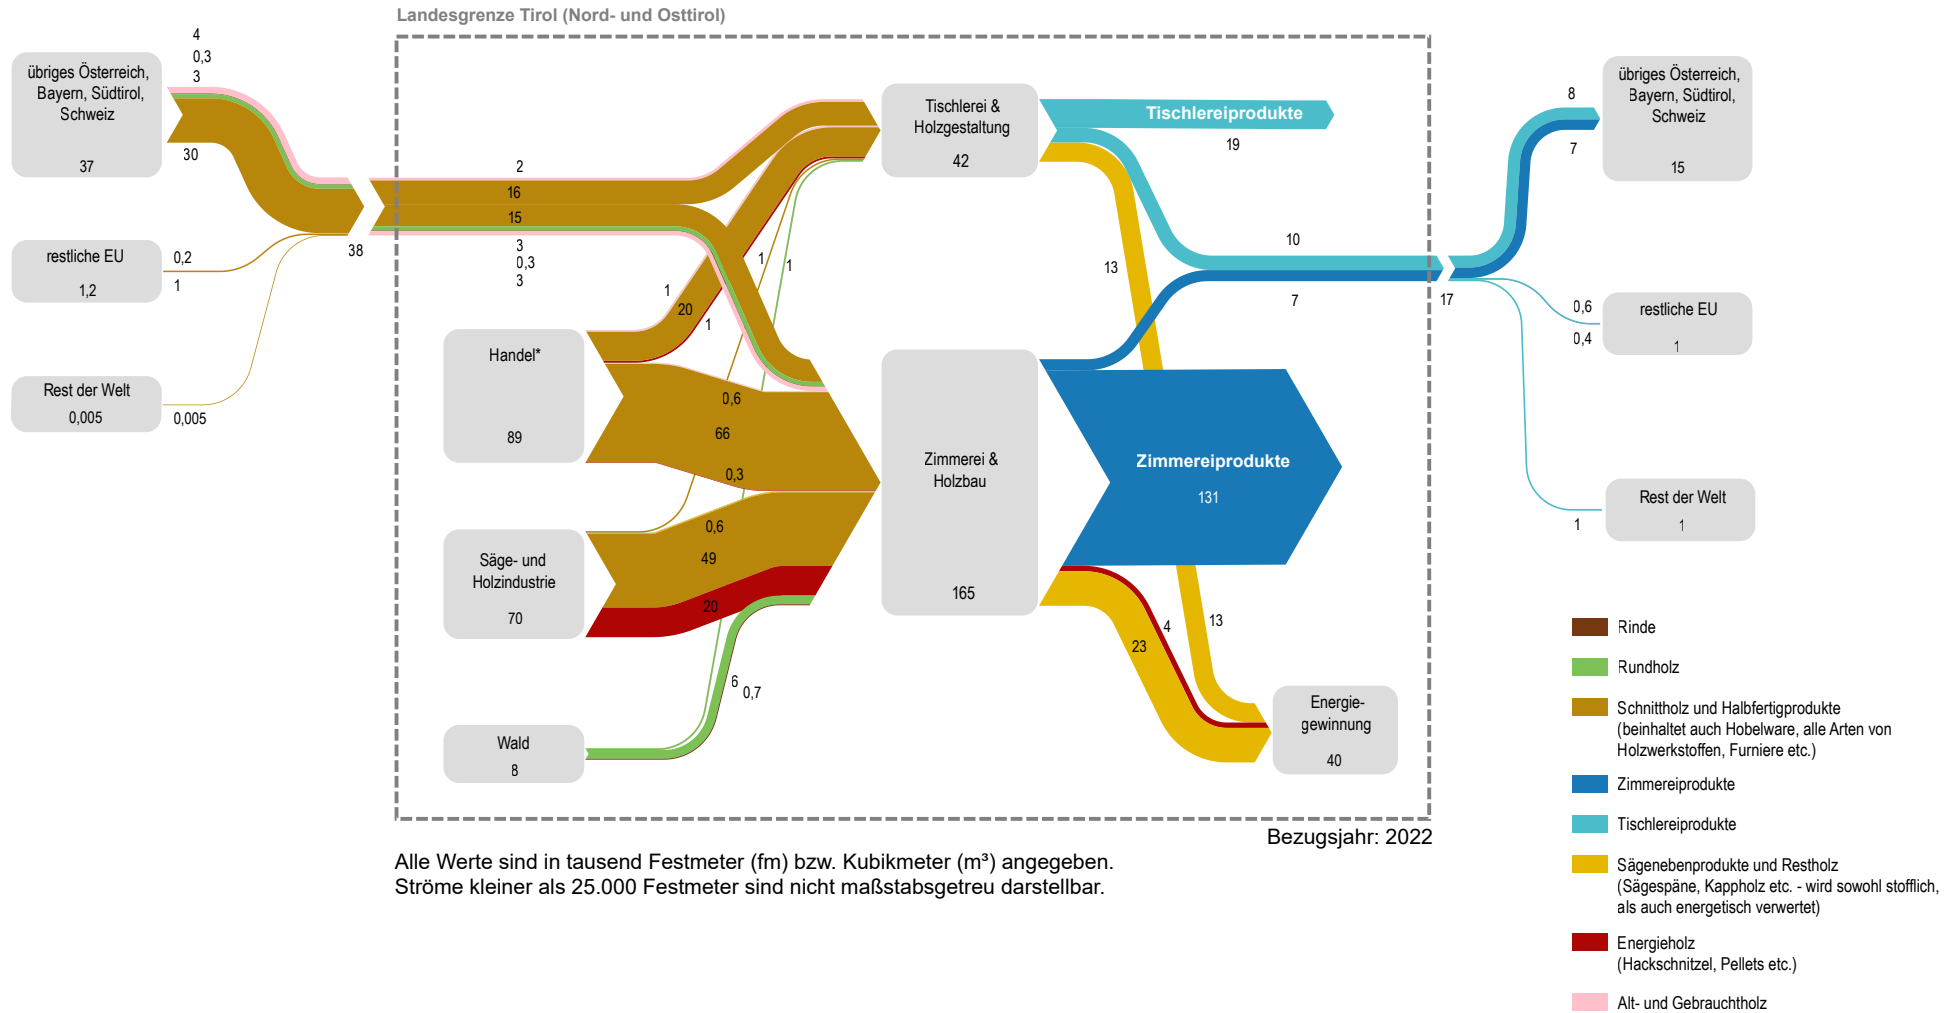 Landesgrenze Tirol (Nord- und Osttirol)
4
0,3
3
übriges Österreich,
Bayern, Südtirol,
Schweiz
37
30
restliche EU
1,2
0,2
1
Rest der Welt
0,005
0,005
38
2
16
15
3
0,3
3
Handel*
89
1
20
1
1
1
0,6
66
0,3
Säge- und
Holzindustrie
70
0,6
49
20
Wald
8
6
0,7
Tischlerei &
Holzgestaltung
42
Zimmerei &
Holzbau
165
Tischlereiprodukte
19
13
10
7
17
Zimmereiprodukte
131
4
23
13
Energie-
gewinnung
40
8
7
übriges Österreich,
Bayern, Südtirol,
Schweiz
15
0,6
0,4
restliche EU
1
1
Rest der Welt
1
Rinde
Rundholz
Schnittholz und Halbfertigprodukte
(beinhaltet auch Hobelware, alle Arten von
Holzwerkstoffen, Furniere etc.)
Zimmereiprodukte
Tischlereiprodukte
Sägenebenprodukte und Restholz
(Sägespäne, Kappholz etc. - wird sowohl stofflich,
als auch energetisch verwertet)
Energieholz
(Hackschnitzel, Pellets etc.)
Alt- und Gebrauchtholz
Bezugsjahr: 2022
Alle Werte sind in tausend Festmeter (fm) bzw. Kubikmeter (m³) angegeben.
Ströme kleiner als 25.000 Festmeter sind nicht maßstabsgetreu darstellbar.